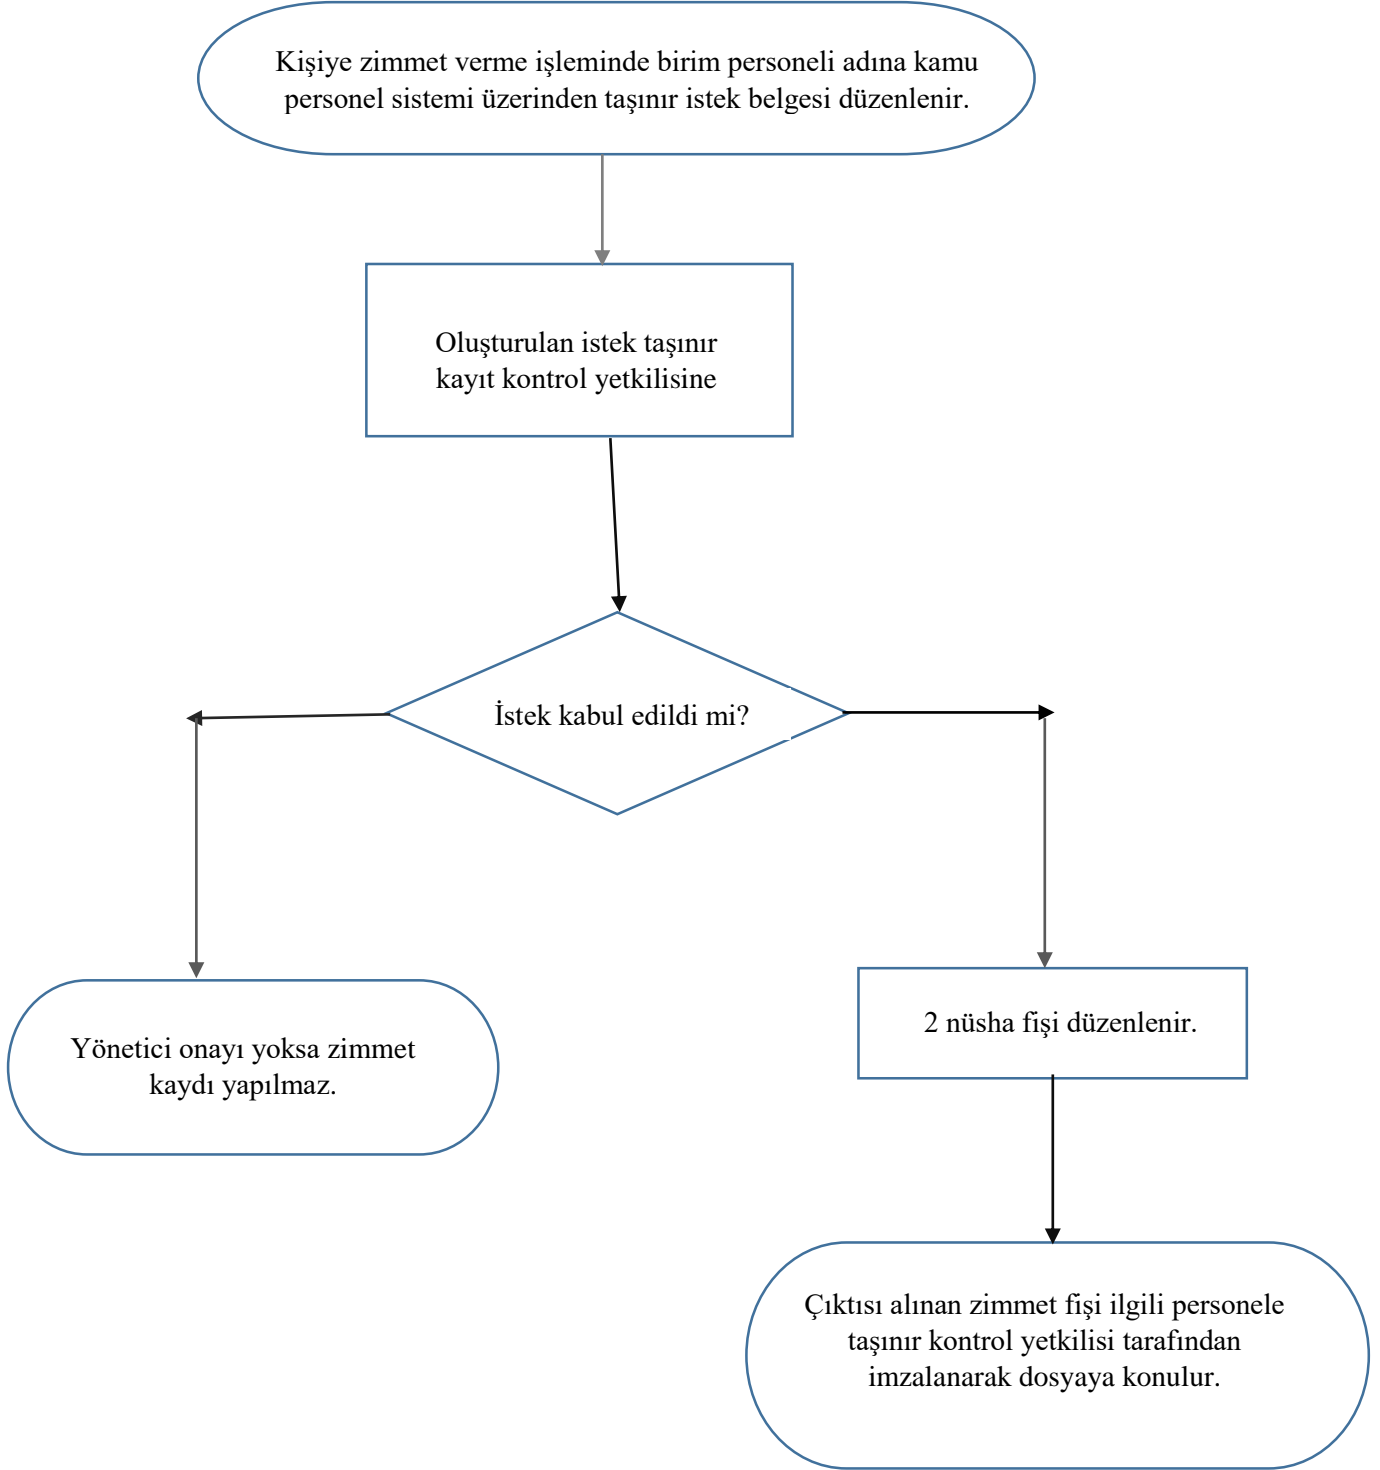 Kişiye zimmet verme işleminde birim personeli adına kamu
personel sistemi üzerinden taşınır istek belgesi düzenlenir.
Oluşturulan istek taşınır
kayıt kontrol yetkilisine
İstek kabul edildi mi?
Yönetici onayı yoksa zimmet
kaydı yapılmaz.
2 nüsha fişi düzenlenir.
Çıktısı alınan zimmet fişi ilgili personele
taşınır kontrol yetkilisi tarafından
imzalanarak dosyaya konulur.